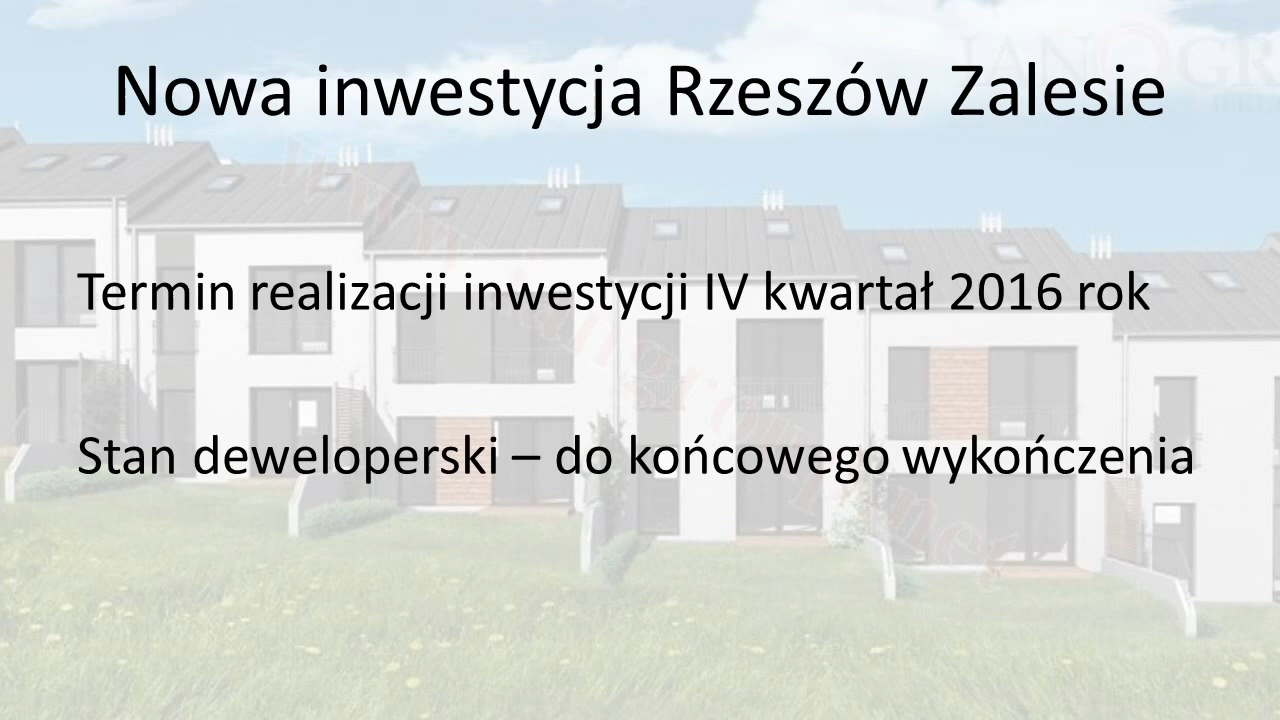 Nowa inwestycja Rzeszów Zalesie
Termin realizacji inwestycji IV kwartał 2016 rok
Stan deweloperski – do końcowego wykończenia